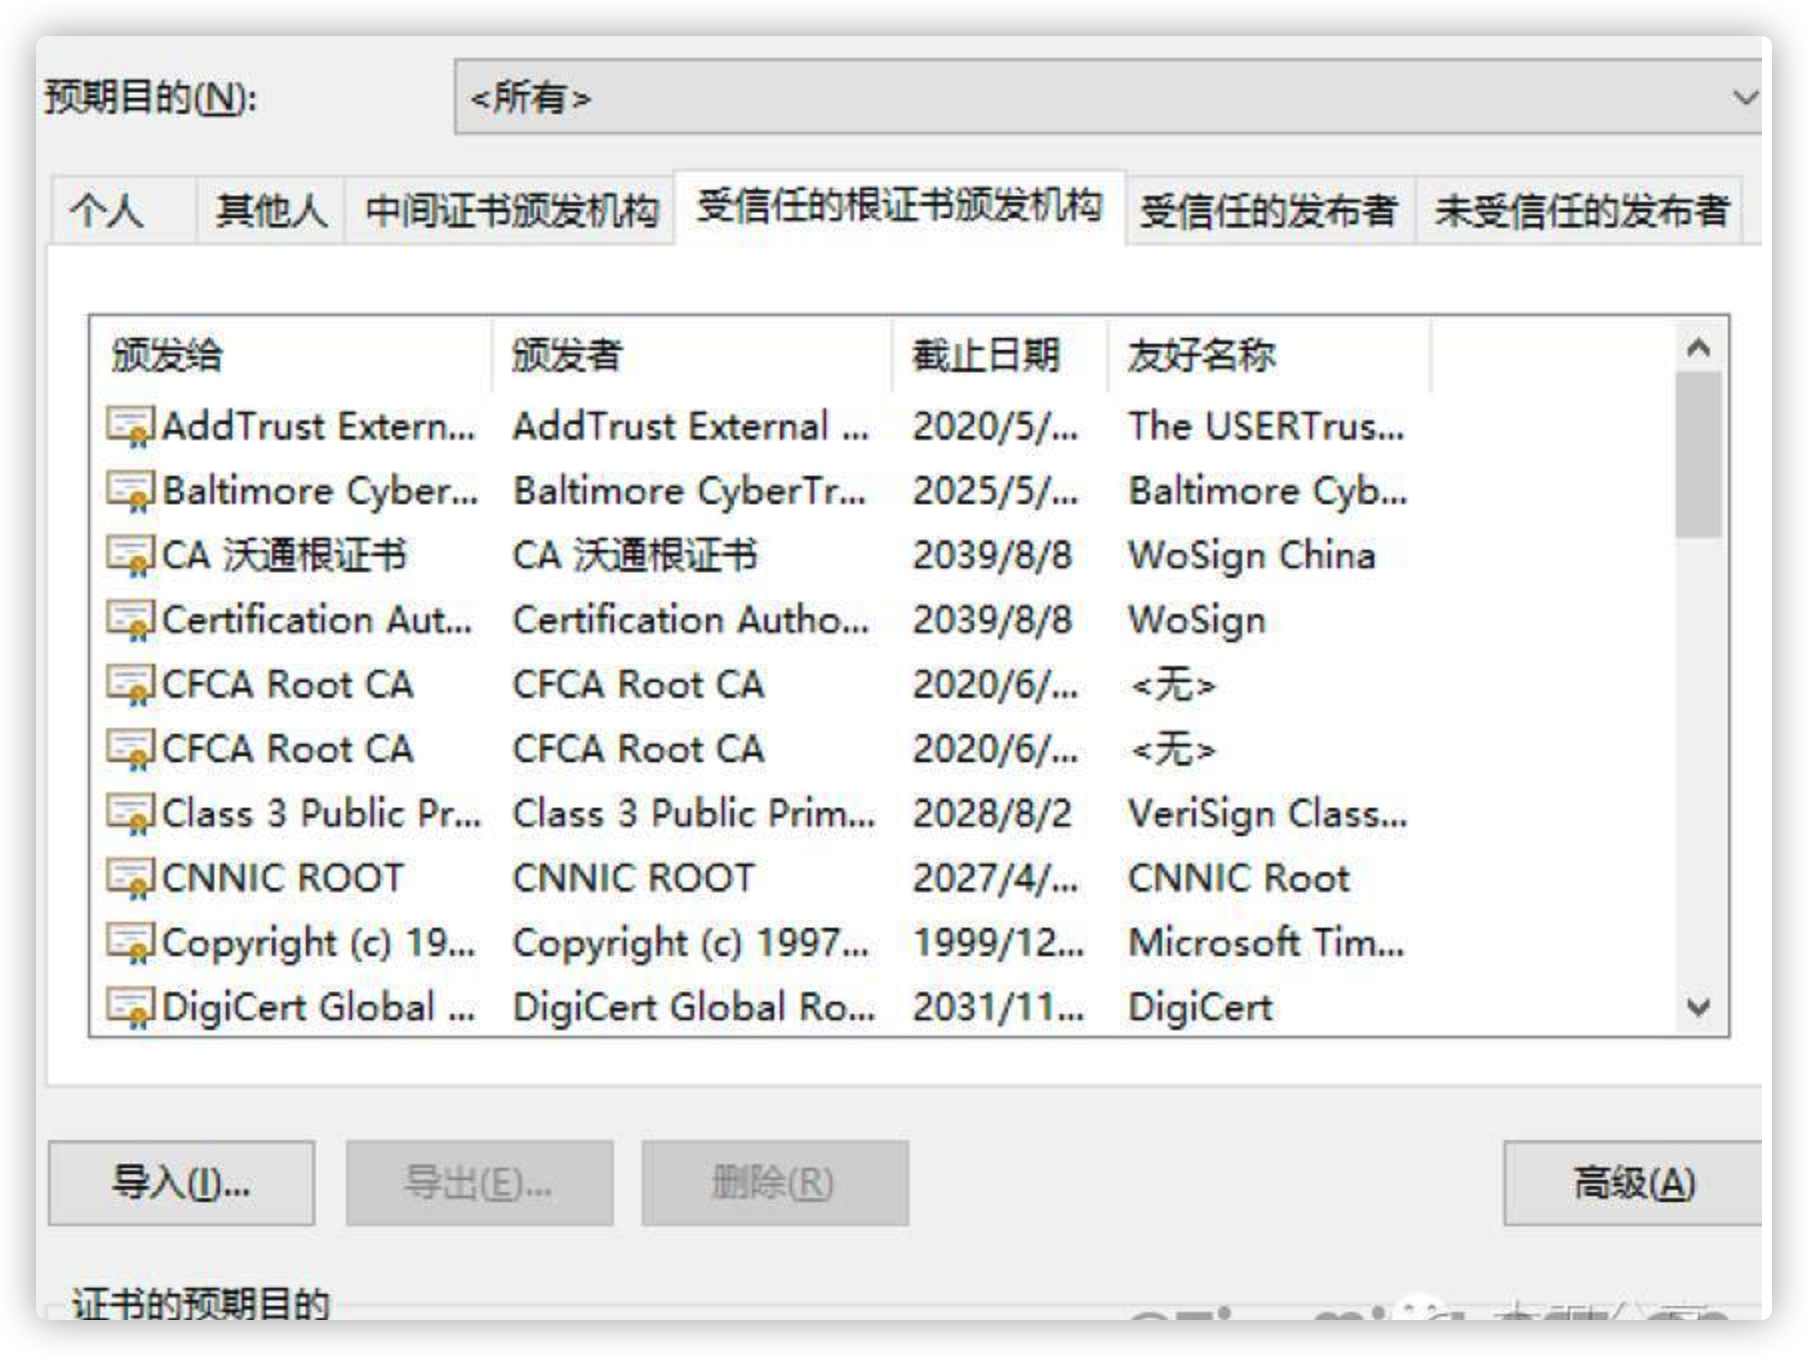 预期目的(N): <所有>
个人 其他人 中间证书颁发机构 受信任的根证书颁发机构 受信任的发布者 未受信任的发布者
颁发给 颁发者 截止日期 友好名称
AddTrust Extern... AddTrust External ... 2020/5/... The USERTrus...
Baltimore Cyber... Baltimore CyberTr... 2025/5/... Baltimore Cyb...
CA 沃通根证书 CA 沃通根证书 2039/8/8 WoSign China
Certification Aut... Certification Autho... 2039/8/8 WoSign
CFCA Root CA CFCA Root CA 2020/6/... <无>
CFCA Root CA CFCA Root CA 2020/6/... <无>
Class 3 Public Pr... Class 3 Public Prim... 2028/8/2 VeriSign Class...
CNNIC ROOT CNNIC ROOT 2027/4/... CNNIC Root
Copyright (c) 19... Copyright (c) 1997... 1999/12... Microsoft Tim...
DigiCert Global ... DigiCert Global Ro... 2031/11... DigiCert
导入(I)... 导出(E)... 删除(R) 高级(A)
证书的预期目的